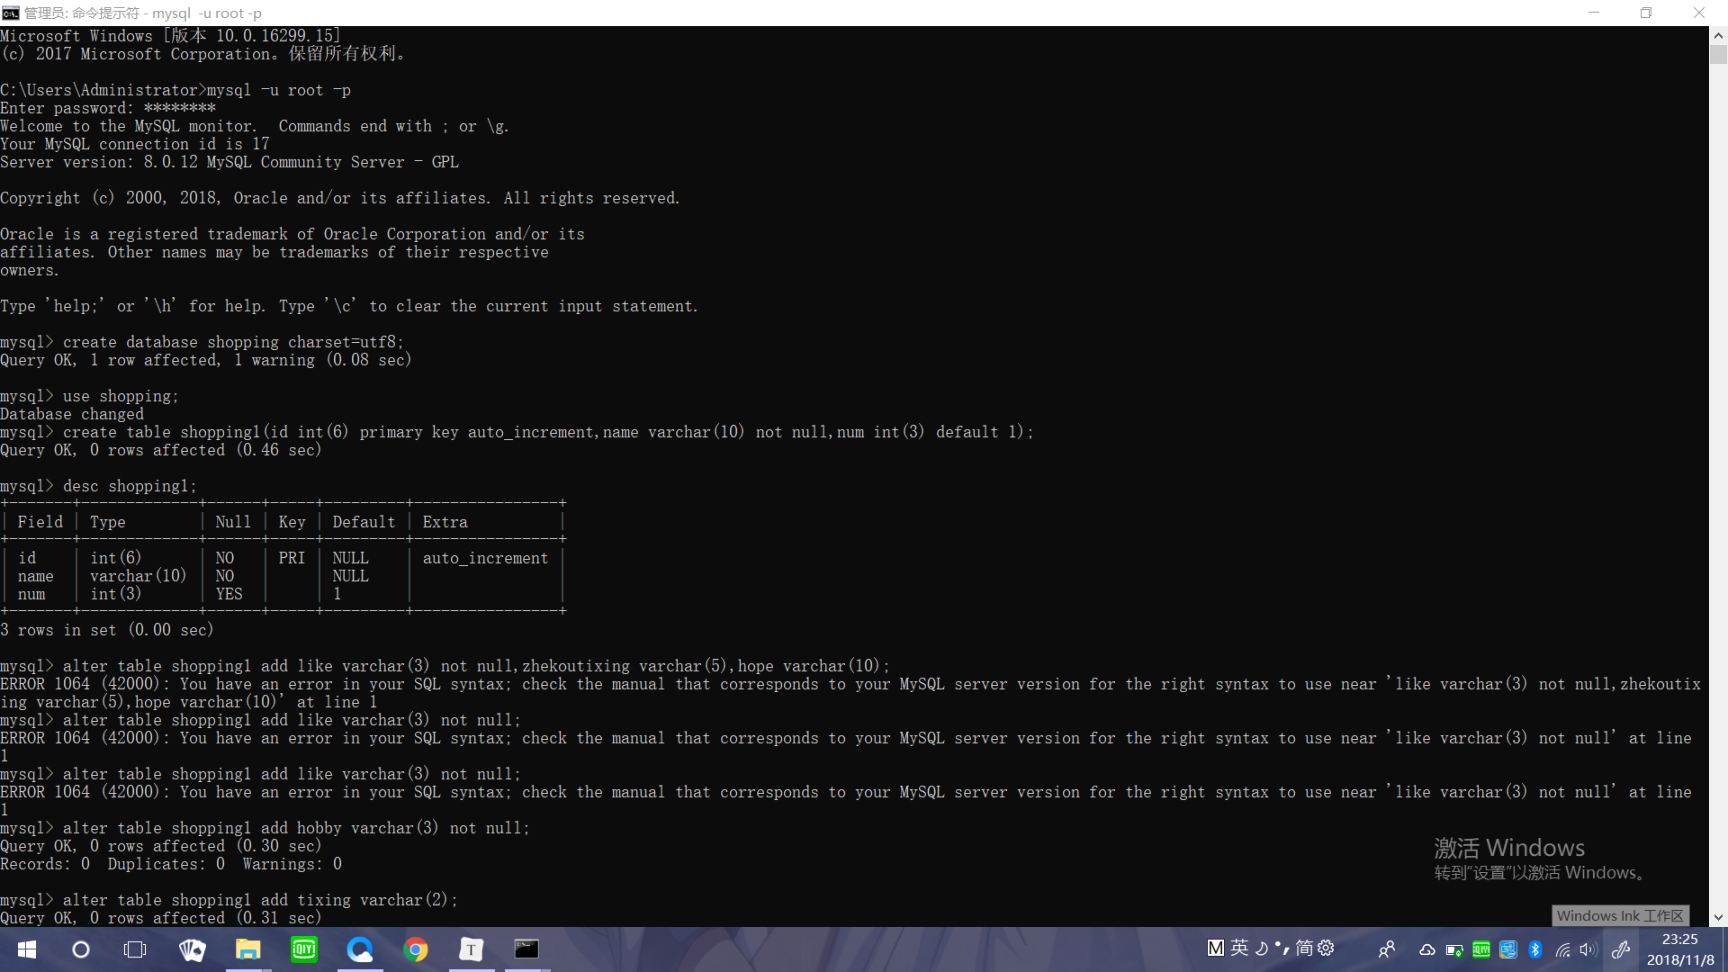 管理员: 命令提示符 - mysql  -u root -p
Microsoft Windows [版本 10.0.16299.15]
(c) 2017 Microsoft Corporation。保留所有权利。
C:\Users\Administrator>mysql -u root -p
Enter password: ********
Welcome to the MySQL monitor.  Commands end with ; or \g.
Your MySQL connection id is 17
Server version: 8.0.12 MySQL Community Server - GPL
Copyright (c) 2000, 2018, Oracle and/or its affiliates. All rights reserved.
Oracle is a registered trademark of Oracle Corporation and/or its
affiliates. Other names may be trademarks of their respective
owners.
Type 'help;' or '\h' for help. Type '\c' to clear the current input statement.
mysql> create database shopping charset=utf8;
Query OK, 1 row affected, 1 warning (0.08 sec)
mysql> use shopping;
Database changed
mysql> create table shopping1(id int(6) primary key auto_increment,name varchar(10) not null,num int(3) default 1);
Query OK, 0 rows affected (0.46 sec)
mysql> desc shopping1;
+-------+-------------+------+-----+---------+----------------+
| Field | Type        | Null | Key | Default | Extra          |
+-------+-------------+------+-----+---------+----------------+
| id    | int(6)      | NO   | PRI | NULL    | auto_increment |
| name  | varchar(10) | NO   |     | NULL    |                |
| num   | int(3)      | YES  |     | 1       |                |
+-------+-------------+------+-----+---------+----------------+
3 rows in set (0.00 sec)
mysql> alter table shopping1 add like varchar(3) not null,zhekoutixing varchar(5),hope varchar(10);
ERROR 1064 (42000): You have an error in your SQL syntax; check the manual that corresponds to your MySQL server version for the right syntax to use near 'like varchar(3) not null,zhekoutix
ing varchar(5),hope varchar(10)' at line 1
mysql> alter table shopping1 add like varchar(3) not null;
ERROR 1064 (42000): You have an error in your SQL syntax; check the manual that corresponds to your MySQL server version for the right syntax to use near 'like varchar(3) not null' at line
1
mysql> alter table shopping1 add like varchar(3) not null;
ERROR 1064 (42000): You have an error in your SQL syntax; check the manual that corresponds to your MySQL server version for the right syntax to use near 'like varchar(3) not null' at line
1
mysql> alter table shopping1 add hobby varchar(3) not null;
Query OK, 0 rows affected (0.30 sec)
Records: 0  Duplicates: 0  Warnings: 0
mysql> alter table shopping1 add tixing varchar(2);
Query OK, 0 rows affected (0.31 sec)
激活 Windows
转到"设置"以激活 Windows。
Windows Ink 工作区
iQIYI
T
M 英 简
23:25
2018/11/8